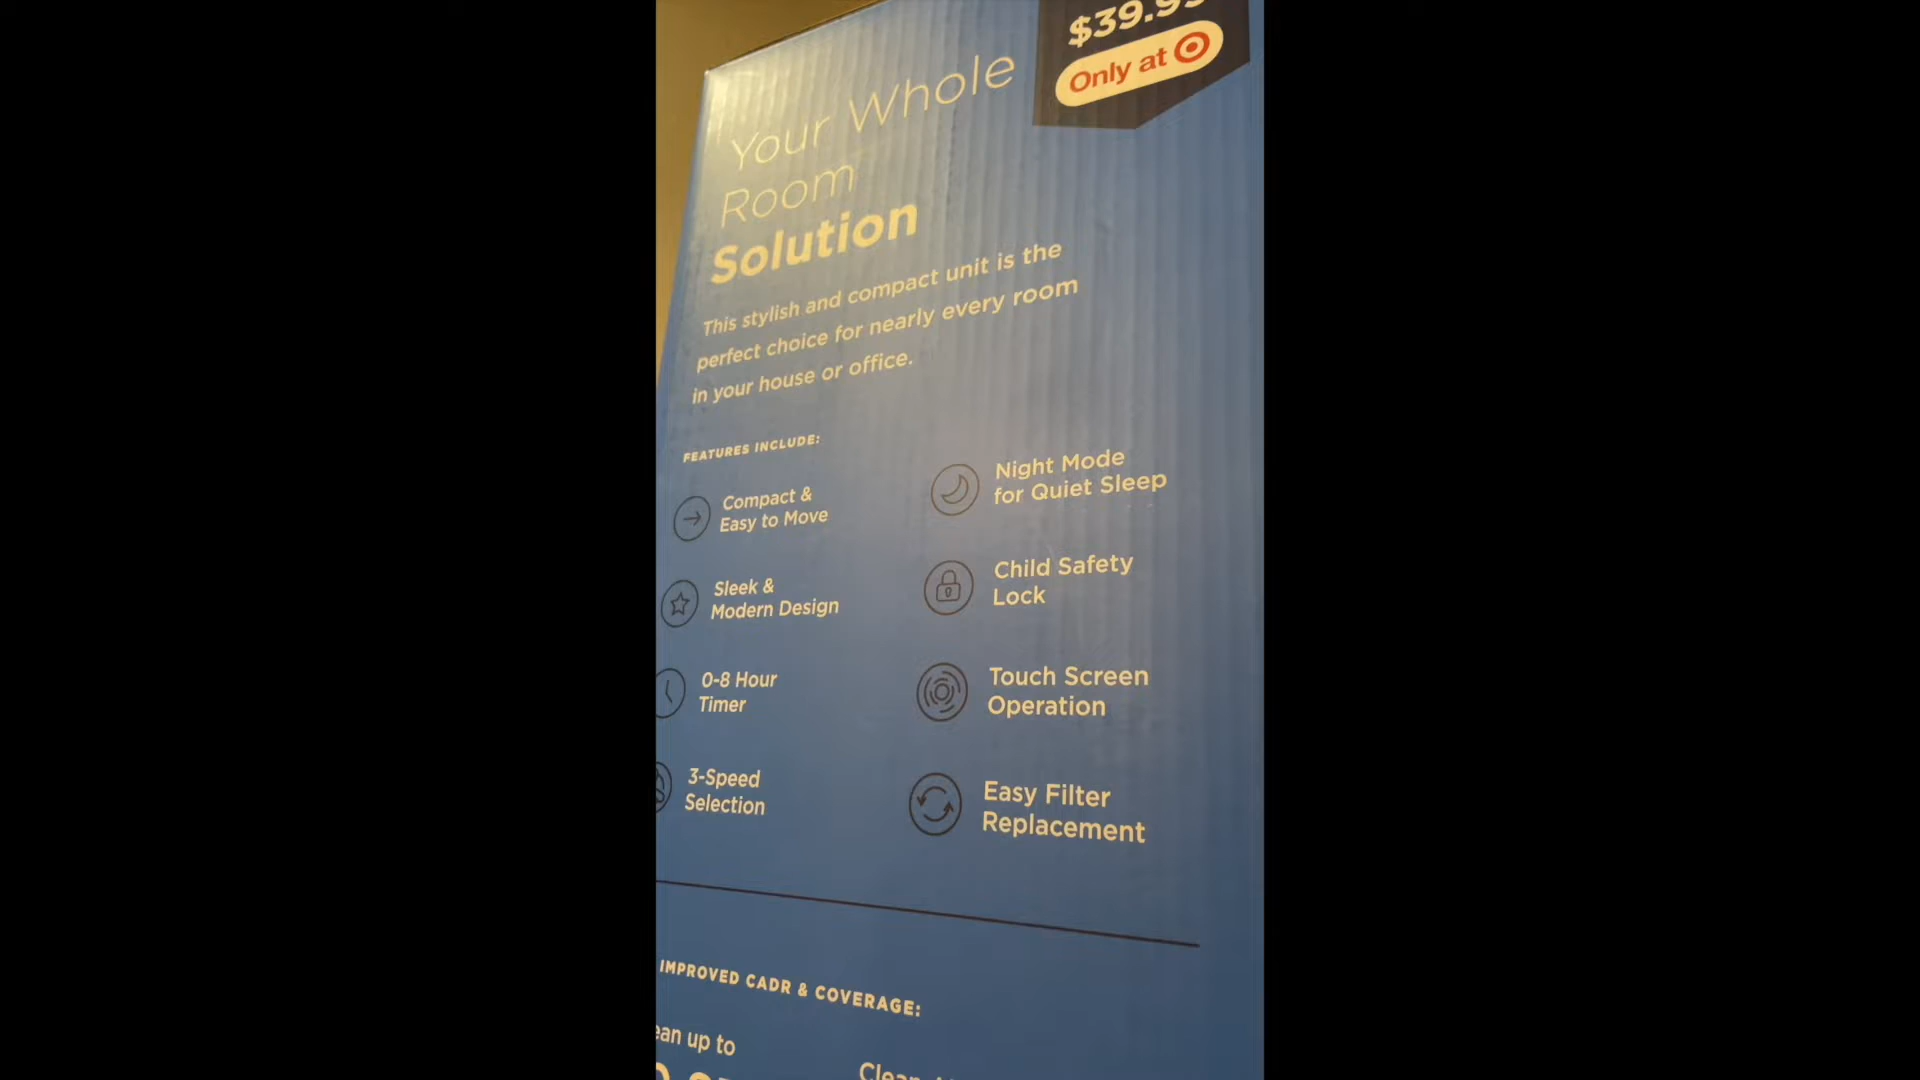 $39.9
Only at
Your Whole
Room
Solution
This stylish and compact unit is the
perfect choice for nearly every room
in your house or office.
FEATURES INCLUDE:
Compact &
Easy to Move
Sleek &
Modern Design
0-8 Hour
Timer
3-Speed
Selection
Night Mode
for Quiet Sleep
Child Safety
Lock
Touch Screen
Operation
Easy Filter
Replacement
IMPROVED CADR & COVERAGE:
up to